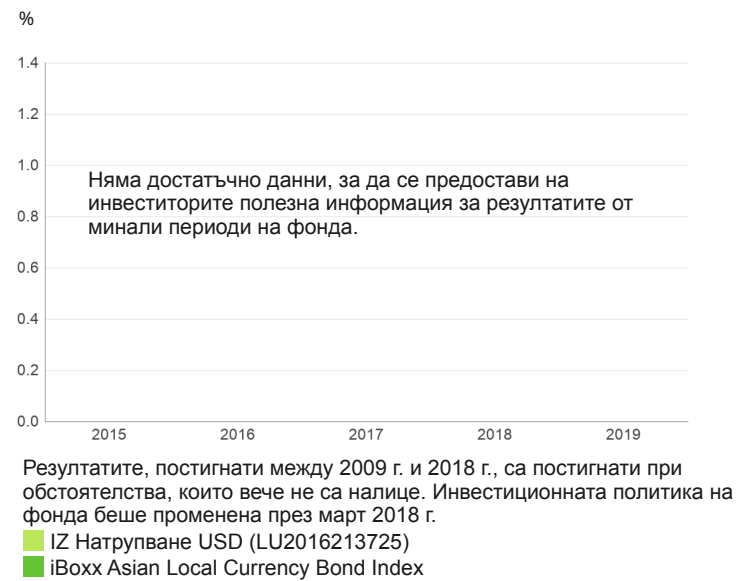 %
1.4
1.2
1.0
Няма достатъчно данни, за да се предостави на
инвеститорите полезна информация за резултатите от
0.8
минали периоди на фонда.
0.6
0.4
0.2
0.0
2015 2016 2017 2018 2019
Резултатите, постигнати между 2009 г. и 2018 г., са постигнати при
обстоятелства, които вече не са налице. Инвестиционната политика на
фонда беше променена през март 2018 г.
IZ Натрупване USD (LU2016213725)
iBoxx Asian Local Currency Bond Index